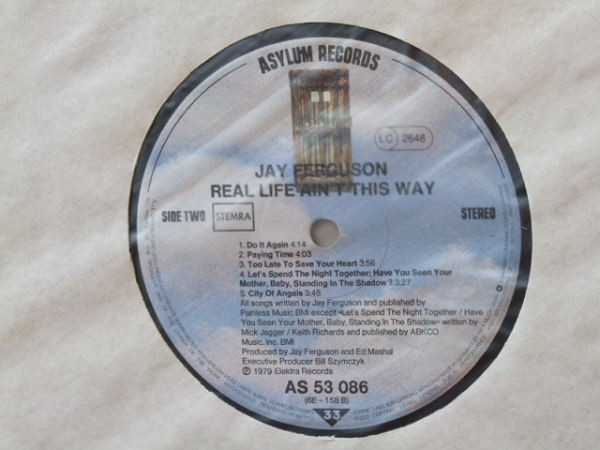 ASYLUM RECORDS
LC 2648
JAY FERGUSON
REAL LIFE AIN'T THIS WAY
SIDE TWO STEMRA STEREO
1. Do It Again 4:14
2. Paying Time 4:03
3. Too Late To Save Your Heart 3:56
4. Let's Spend The Night Together; Have You Seen Your
Mother, Baby, Standing In The Shadow? 3:27
5. City Of Angels 3:46
All songs written by Jay Ferguson and published by
Painless Music BMI except «Let's Spend The Night Together / Have
You Seen Your Mother, Baby, Standing In The Shadow» written by
Mick Jagger / Keith Richards and published by ABKCO
Music, Inc. BMI
Produced by Jay Ferguson and Ed Mashal
Executive Producer Bill Szymczyk
℗ 1979 Elektra Records
AS 53 086
(6E - 158 B)
33